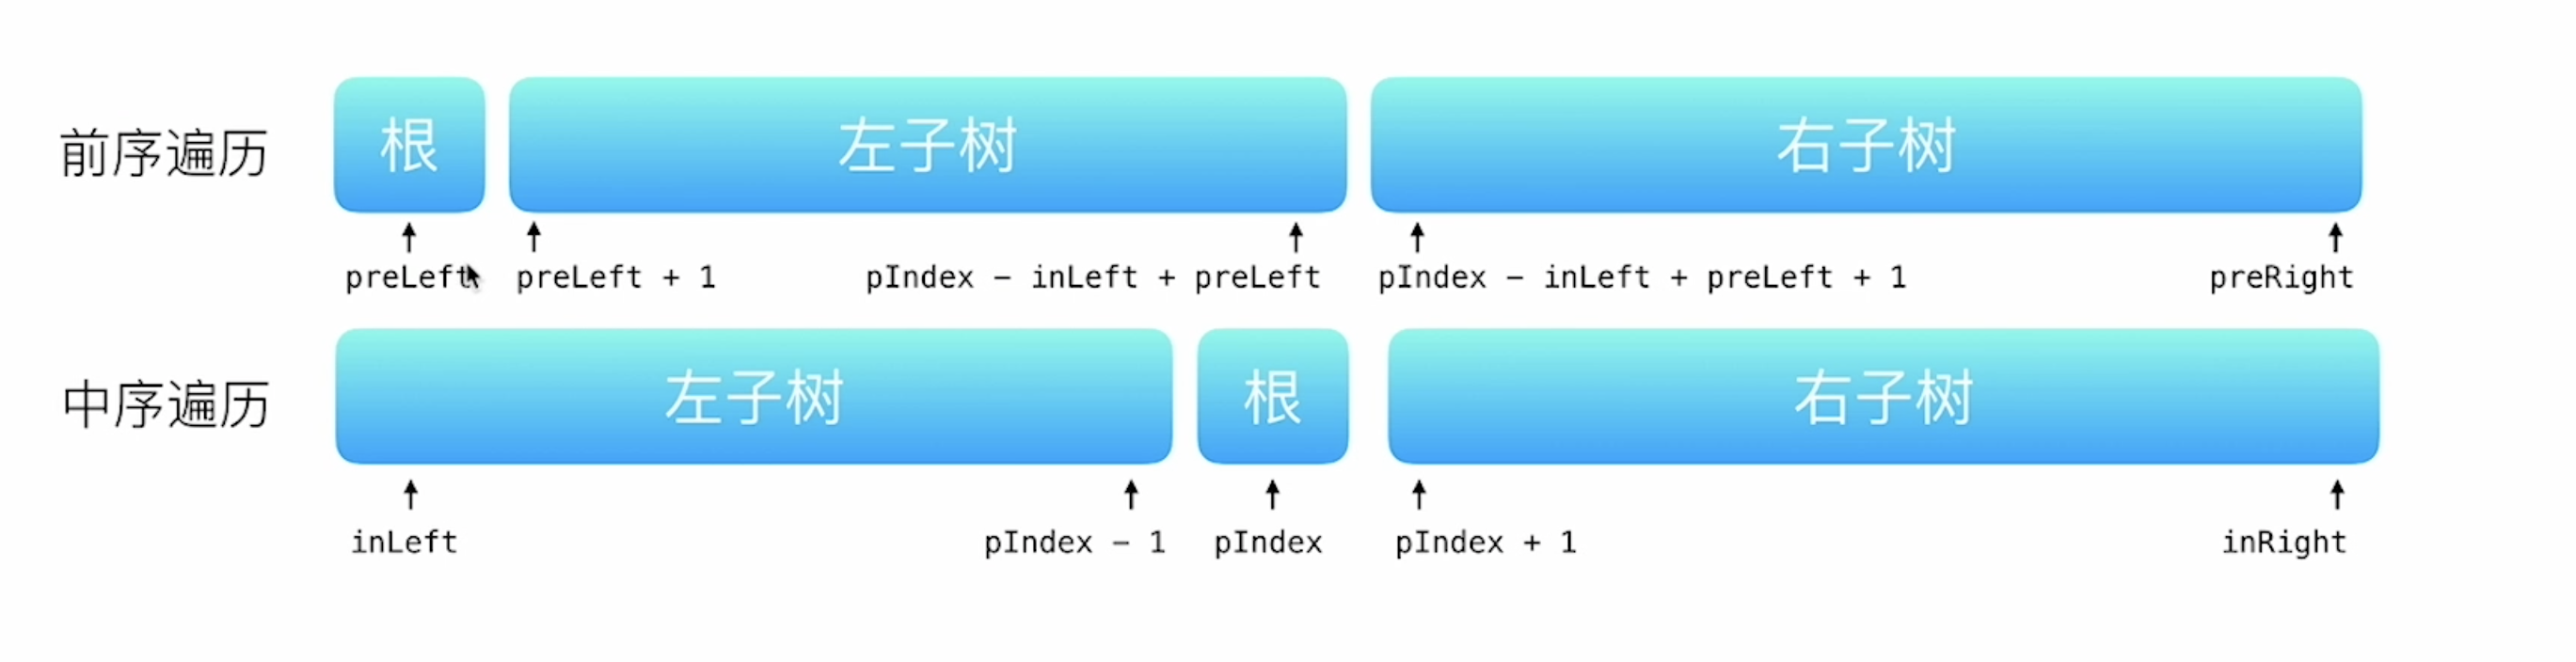 前序遍历 根 左子树 右子树
preLeft preLeft + 1 pIndex - inLeft + preLeft pIndex - inLeft + preLeft + 1 preRight
中序遍历 左子树 根 右子树
inLeft pIndex - 1 pIndex pIndex + 1 inRight